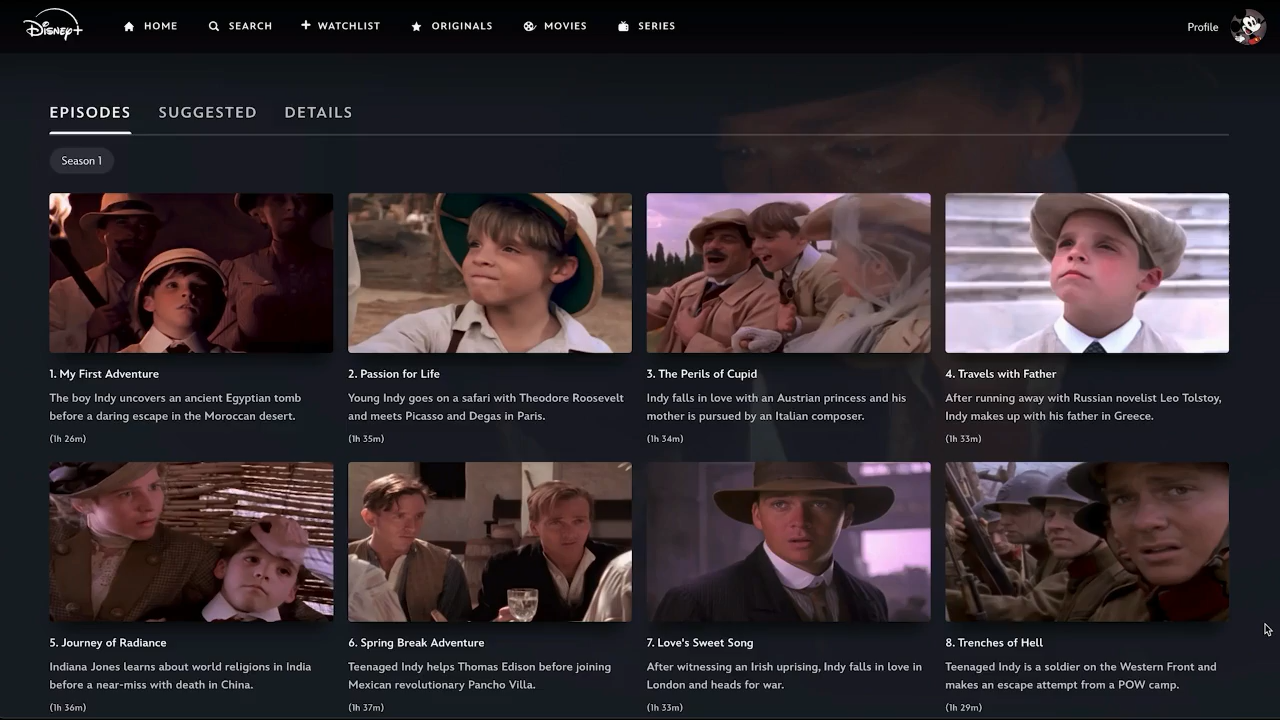 Disney+
HOME
SEARCH
WATCHLIST
ORIGINALS
MOVIES
SERIES
Profile
EPISODES
SUGGESTED
DETAILS
Season 1
1. My First Adventure
The boy Indy uncovers an ancient Egyptian tomb
before a daring escape in the Moroccan desert.
(1h 26m)
2. Passion for Life
Young Indy goes on a safari with Theodore Roosevelt
and meets Picasso and Degas in Paris.
(1h 35m)
3. The Perils of Cupid
Indy falls in love with an Austrian princess and his
mother is pursued by an Italian composer.
(1h 34m)
4. Travels with Father
After running away with Russian novelist Leo Tolstoy,
Indy makes up with his father in Greece.
(1h 33m)
5. Journey of Radiance
Indiana Jones learns about world religions in India
before a near-miss with death in China.
(1h 36m)
6. Spring Break Adventure
Teenaged Indy helps Thomas Edison before joining
Mexican revolutionary Pancho Villa.
(1h 37m)
7. Love's Sweet Song
After witnessing an Irish uprising, Indy falls in love in
London and heads for war.
(1h 33m)
8. Trenches of Hell
Teenaged Indy is a soldier on the Western Front and
makes an escape attempt from a POW camp.
(1h 29m)